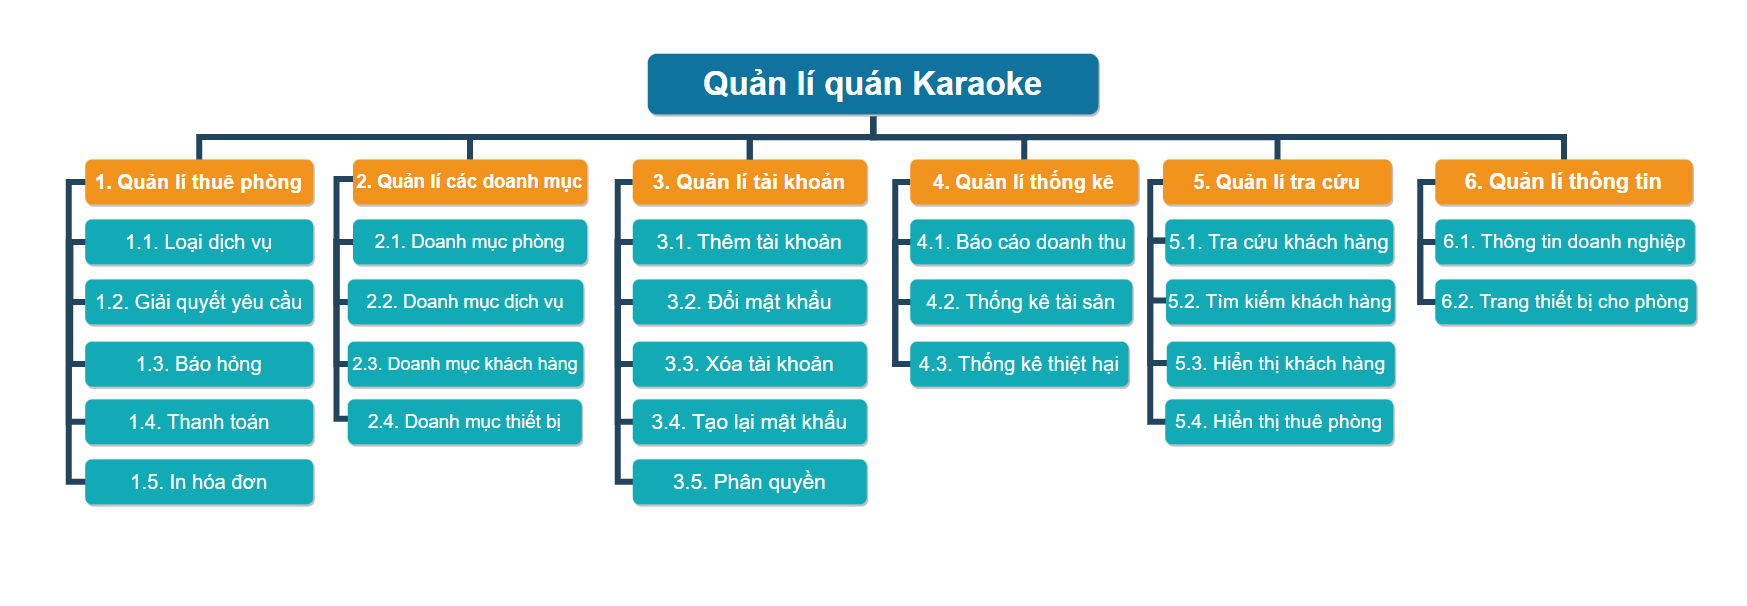 Quản lí quán Karaoke
1. Quản lí thuê phòng
1.1. Loại dịch vụ
1.2. Giải quyết yêu cầu
1.3. Báo hỏng
1.4. Thanh toán
1.5. In hóa đơn
2. Quản lí các doanh mục
2.1. Doanh mục phòng
2.2. Doanh mục dịch vụ
2.3. Doanh mục khách hàng
2.4. Doanh mục thiết bị
3. Quản lí tài khoản
3.1. Thêm tài khoản
3.2. Đổi mật khẩu
3.3. Xóa tài khoản
3.4. Tạo lại mật khẩu
3.5. Phân quyền
4. Quản lí thống kê
4.1. Báo cáo doanh thu
4.2. Thống kê tài sản
4.3. Thống kê thiệt hại
5. Quản lí tra cứu
5.1. Tra cứu khách hàng
5.2. Tìm kiếm khách hàng
5.3. Hiển thị khách hàng
5.4. Hiển thị thuê phòng
6. Quản lí thông tin
6.1. Thông tin doanh nghiệp
6.2. Trang thiết bị cho phòng